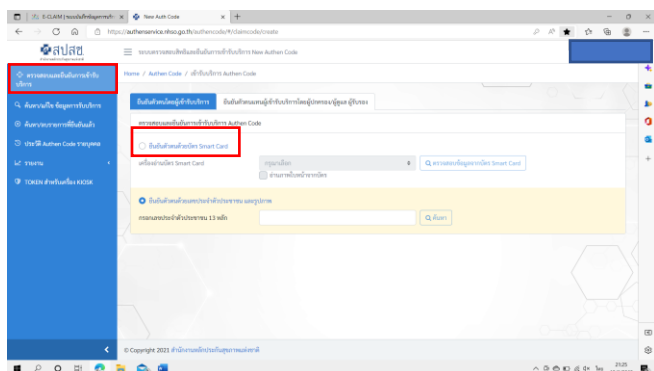 E-CLAIM
New Auth Code
https://authenservice.nhso.go.th/authencode/#/claimcode/create
สปสช.
ระบบตรวจสอบสิทธิและยืนยันการเข้ารับบริการ New Authen Code
ตรวจสอบและยืนยันการเข้ารับ
บริการ
Home / Authen Code / เข้ารับบริการ Authen Code
ค้นหา/แก้ไข ข้อมูลการรับบริการ
ค้นหา/ยกรายการที่ยืนยันแล้ว
ประวัติ Authen Code รายบุคคล
รายงาน
TOKEN สำหรับเครื่อง KIOSK
ยืนยันตัวตนโดยผู้เข้ารับบริการ
ยืนยันตัวตนแทนผู้เข้ารับบริการโดยผู้ปกครอง/ผู้ดูแล ผู้รับรอง
ตรวจสอบและยืนยันการเข้ารับบริการ Authen Code
ยืนยันตัวตนด้วยบัตร Smart Card
เครื่องอ่านบัตร Smart Card
กรุณาเลือก
ตรวจสอบข้อมูลจากบัตร Smart Card
อ่านภาพใบหน้าจากบัตร
ยืนยันตัวตนด้วยเลขประจำตัวประชาชน และรูปภาพ
กรอกเลขประจำตัวประชาชน 13 หลัก
ค้นหา
© Copyright 2021 สำนักงานหลักประกันสุขภาพแห่งชาติ
ไทย
21:25